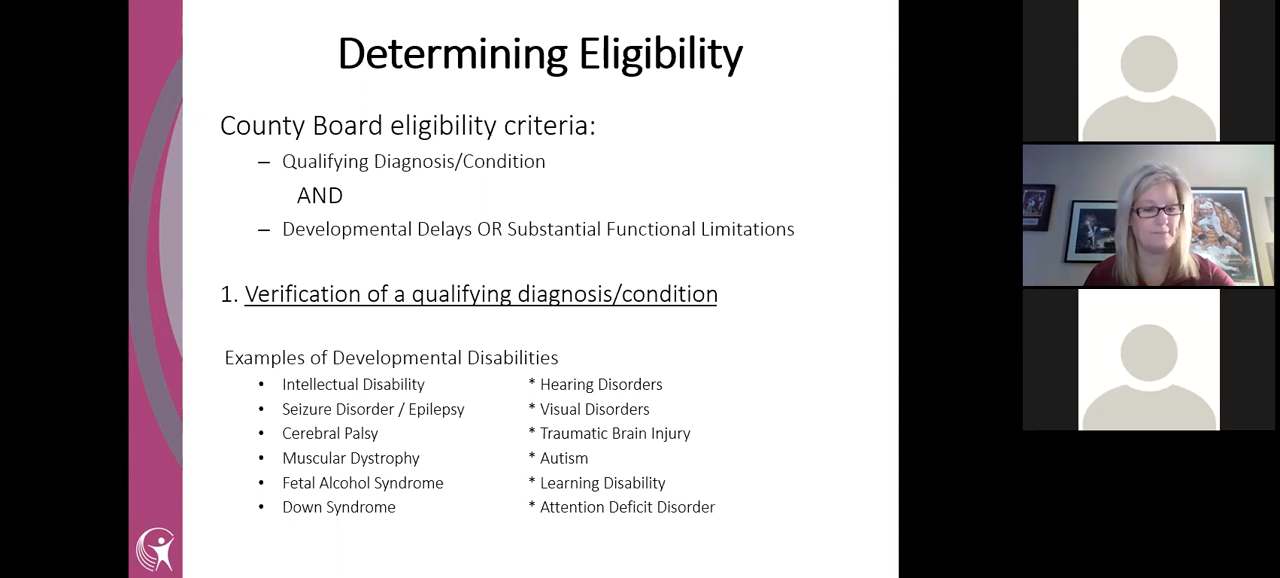 Determining Eligibility
County Board eligibility criteria:
– Qualifying Diagnosis/Condition
AND
– Developmental Delays OR Substantial Functional Limitations
1. Verification of a qualifying diagnosis/condition
Examples of Developmental Disabilities
• Intellectual Disability
• Seizure Disorder / Epilepsy
• Cerebral Palsy
• Muscular Dystrophy
• Fetal Alcohol Syndrome
• Down Syndrome
* Hearing Disorders
* Visual Disorders
* Traumatic Brain Injury
* Autism
* Learning Disability
* Attention Deficit Disorder